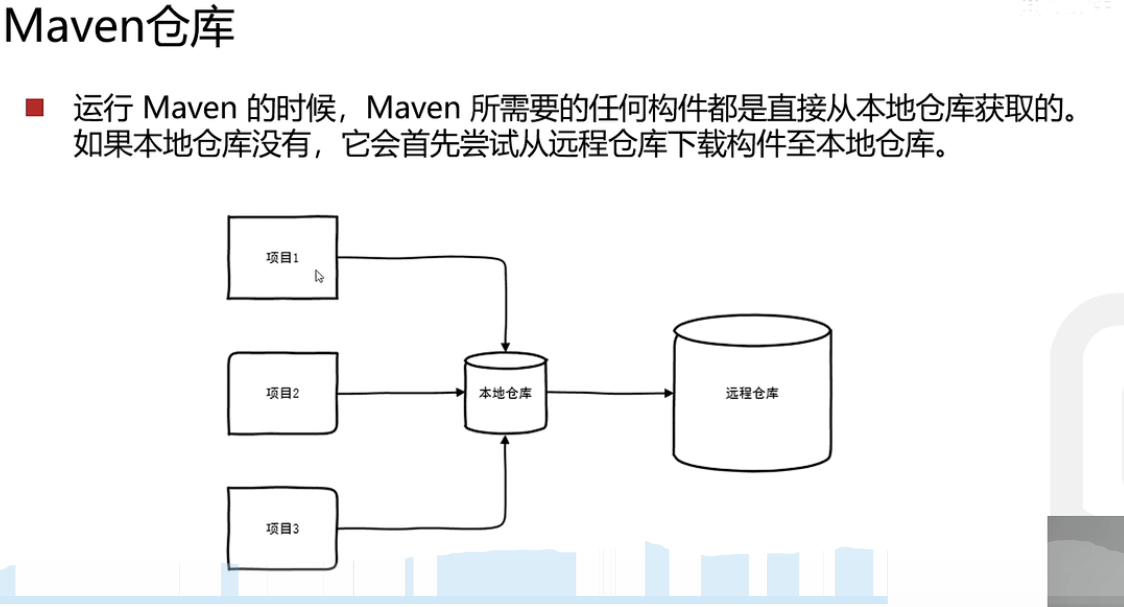 Maven仓库
运行 Maven 的时候，Maven 所需要的任何构件都是直接从本地仓库获取的。
如果本地仓库没有，它会首先尝试从远程仓库下载构件至本地仓库。
项目1
项目2
本地仓库
远程仓库
项目3